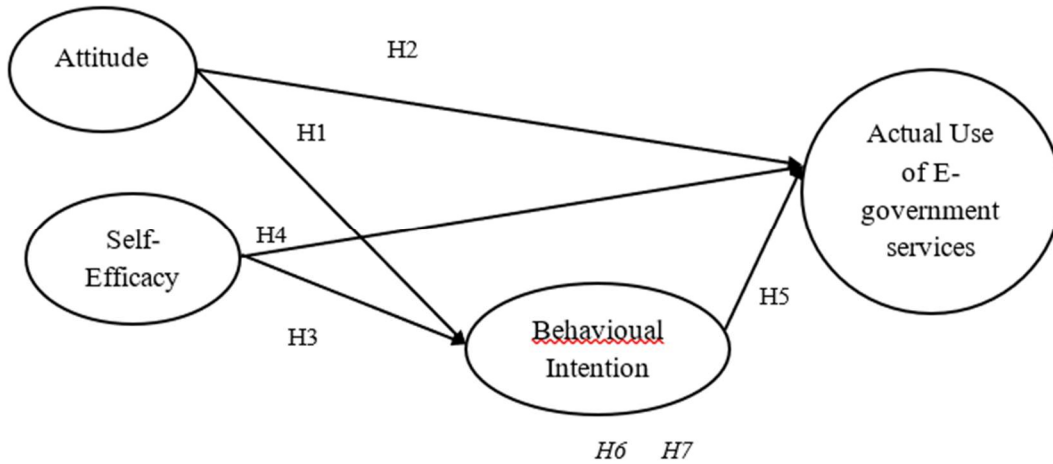 Attitude
H2
H1
Actual Use
of E-
government
services
Self-
Efficacy
H4
H3
H5
Behavioual
Intention
H6 H7